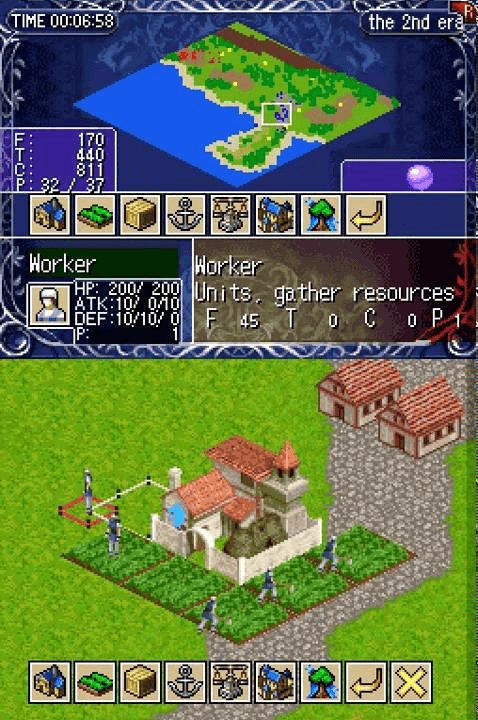 TIME 00:06:58
the 2nd era
R
F: 170
T: 440
C: 811
P: 32 / 37
Worker
HP: 200/ 200
ATK:10/ 0/10
DEF:10/10/ 0
P: 1
Worker
Units, gather resources
F 45 T 0 C 0 P 1